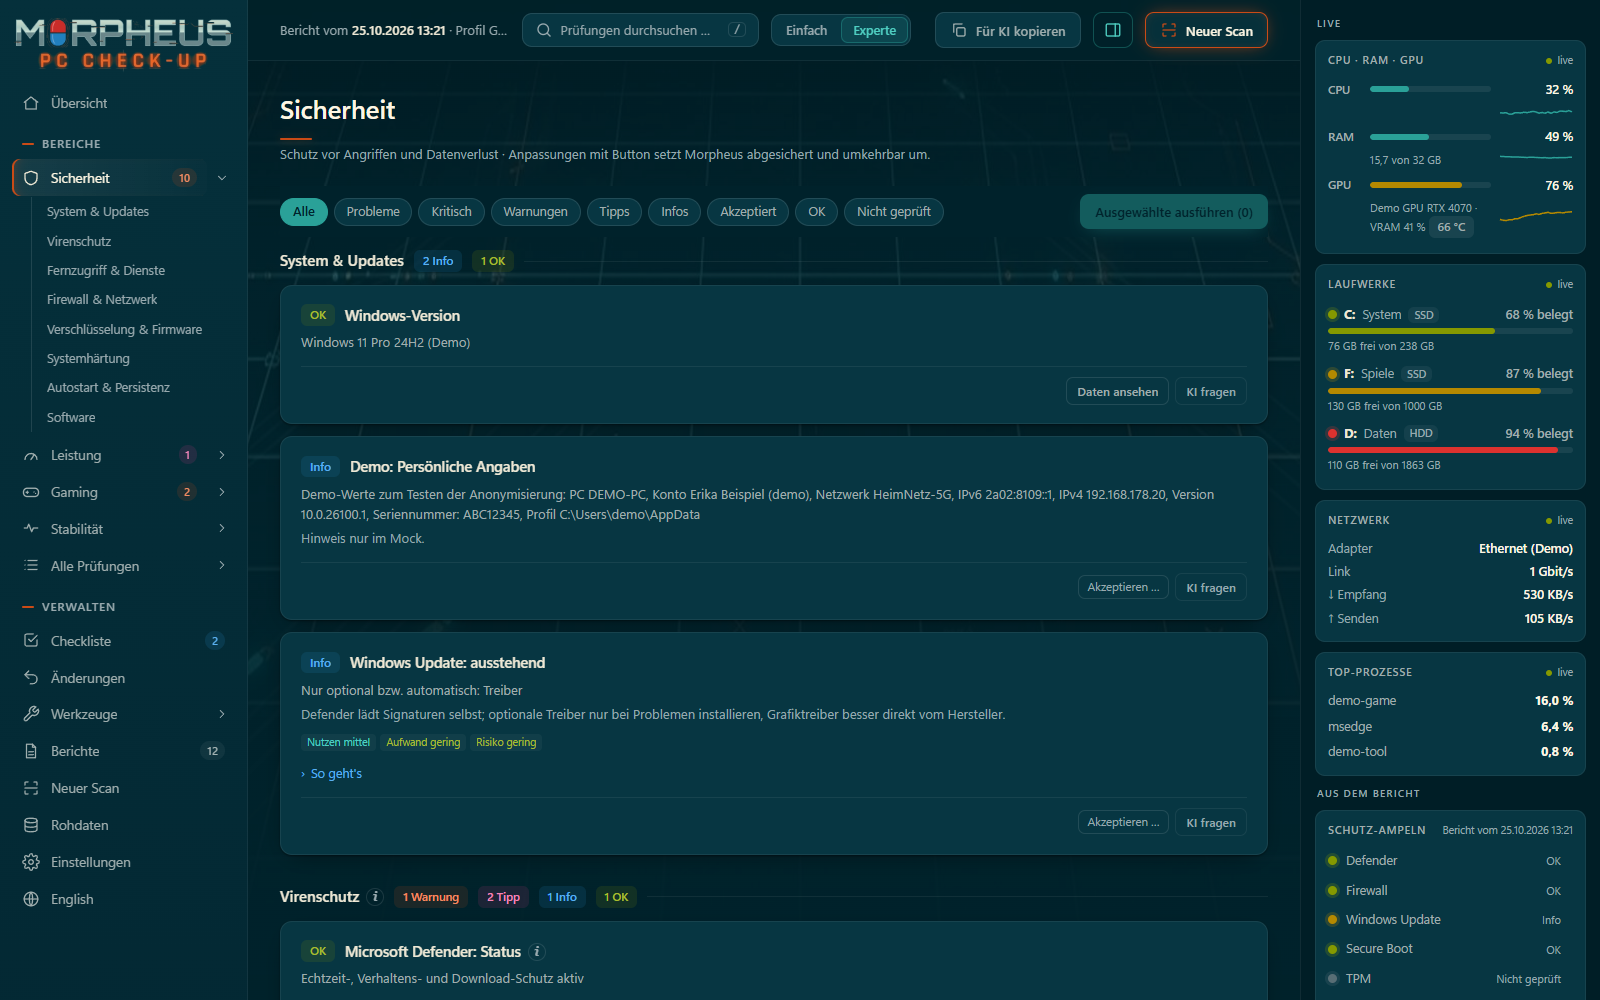 MORPHEUS
PC CHECK-UP
Übersicht
BEREICHE
Sicherheit 10
System & Updates
Virenschutz
Fernzugriff & Dienste
Firewall & Netzwerk
Verschlüsselung & Firmware
Systemhärtung
Autostart & Persistenz
Software
Leistung 1
Gaming 2
Stabilität
Alle Prüfungen
VERWALTEN
Checkliste 2
Änderungen
Werkzeuge
Berichte 12
Neuer Scan
Rohdaten
Einstellungen
English
Bericht vom 25.10.2026 13:21 · Profil G...
Prüfungen durchsuchen ... /
Einfach Experte
Für KI kopieren
Neuer Scan
Sicherheit
Schutz vor Angriffen und Datenverlust · Anpassungen mit Button setzt Morpheus abgesichert und umkehrbar um.
Alle Probleme Kritisch Warnungen Tipps Infos Akzeptiert OK Nicht geprüft
Ausgewählte ausführen (0)
System & Updates 2 Info 1 OK
OK Windows-Version
Windows 11 Pro 24H2 (Demo)
Daten ansehen KI fragen
Info Demo: Persönliche Angaben
Demo-Werte zum Testen der Anonymisierung: PC DEMO-PC, Konto Erika Beispiel (demo), Netzwerk HeimNetz-5G, IPv6 2a02:8109::1, IPv4 192.168.178.20, Version
10.0.26100.1, Seriennummer: ABC12345, Profil C:\Users\demo\AppData
Hinweis nur im Mock.
Akzeptieren ... KI fragen
Info Windows Update: ausstehend
Nur optional bzw. automatisch: Treiber
Defender lädt Signaturen selbst; optionale Treiber nur bei Problemen installieren, Grafiktreiber besser direkt vom Hersteller.
Nutzen mittel Aufwand gering Risiko gering
› So geht's
Akzeptieren ... KI fragen
Virenschutz i 1 Warnung 2 Tipp 1 Info 1 OK
OK Microsoft Defender: Status i
Echtzeit-, Verhaltens- und Download-Schutz aktiv
LIVE
CPU · RAM · GPU live
CPU 32 %
RAM 49 %
15,7 von 32 GB
GPU 76 %
Demo GPU RTX 4070 ·
VRAM 41 % 66 °C
LAUFWERKE live
C: System SSD 68 % belegt
76 GB frei von 238 GB
F: Spiele SSD 87 % belegt
130 GB frei von 1000 GB
D: Daten HDD 94 % belegt
110 GB frei von 1863 GB
NETZWERK live
Adapter Ethernet (Demo)
Link 1 Gbit/s
↓ Empfang 530 KB/s
↑ Senden 105 KB/s
TOP-PROZESSE live
demo-game 16,0 %
msedge 6,4 %
demo-tool 0,8 %
AUS DEM BERICHT
SCHUTZ-AMPELN Bericht vom 25.10.2026 13:21
Defender OK
Firewall OK
Windows Update Info
Secure Boot OK
TPM Nicht geprüft